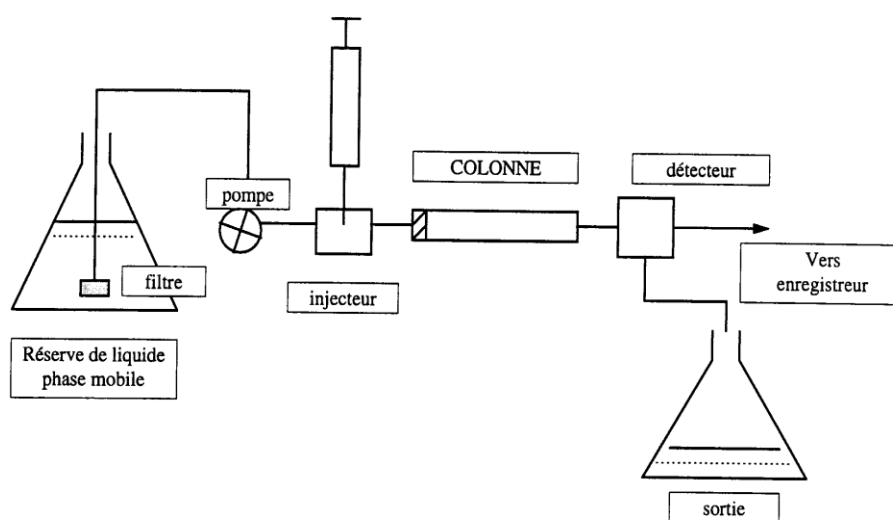 COLONNE
détecteur
pompe
filtre
injecteur
Vers
enregistreur
Réserve de liquide
phase mobile
sortie